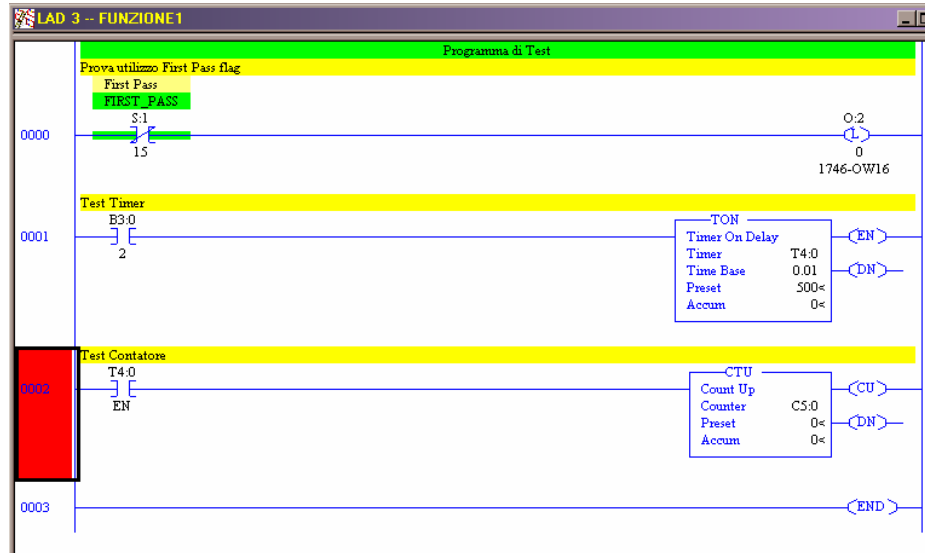 LAD 3 -- FUNZIONE1
Programma di Test
Prova utilizzo First Pass flag
First Pass
FIRST_PASS
S:1
15
0000
O:2
L
0
1746-OW16
Test Timer
B3:0
2
0001
TON
Timer On Delay
Timer T4:0
Time Base 0.01
Preset 500<
Accum 0<
EN
DN
Test Contatore
T4:0
EN
0002
CTU
Count Up
Counter C5:0
Preset 0<
Accum 0<
CU
DN
0003
END